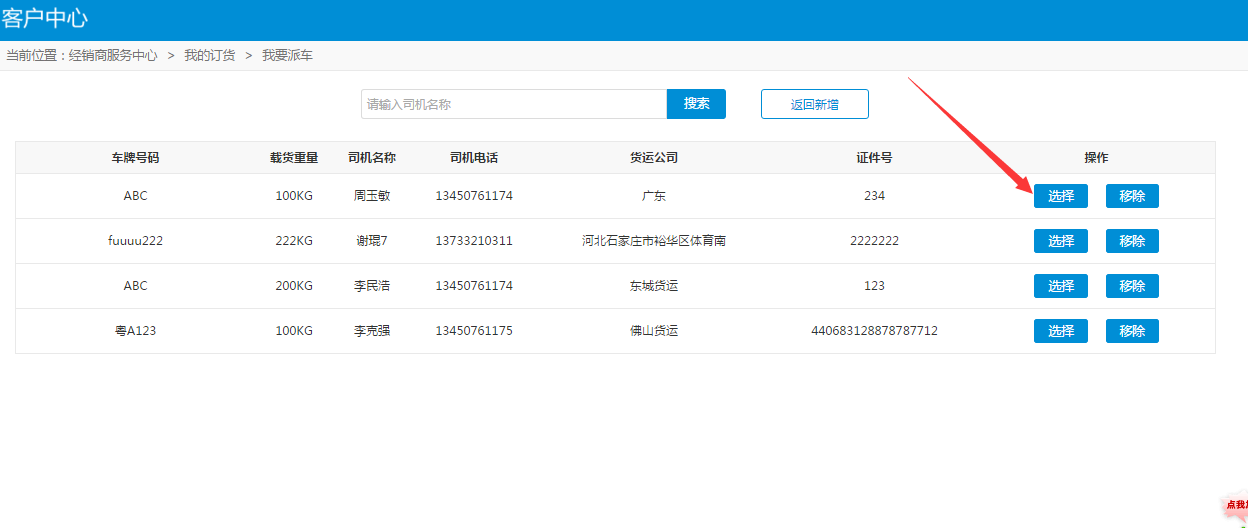 客户中心
当前位置：经销商服务中心 > 我的订货 > 我要派车
请输入司机名称 搜索 返回新增
车牌号码 载货重量 司机名称 司机电话 货运公司 证件号 操作
ABC 100KG 周玉敏 13450761174 广东 234 选择 移除
fuuuu222 222KG 谢琨7 13733210311 河北石家庄市裕华区体育南 2222222 选择 移除
ABC 200KG 李民浩 13450761174 东城货运 123 选择 移除
粤A123 100KG 李克强 13450761175 佛山货运 440683128878787712 选择 移除
点我